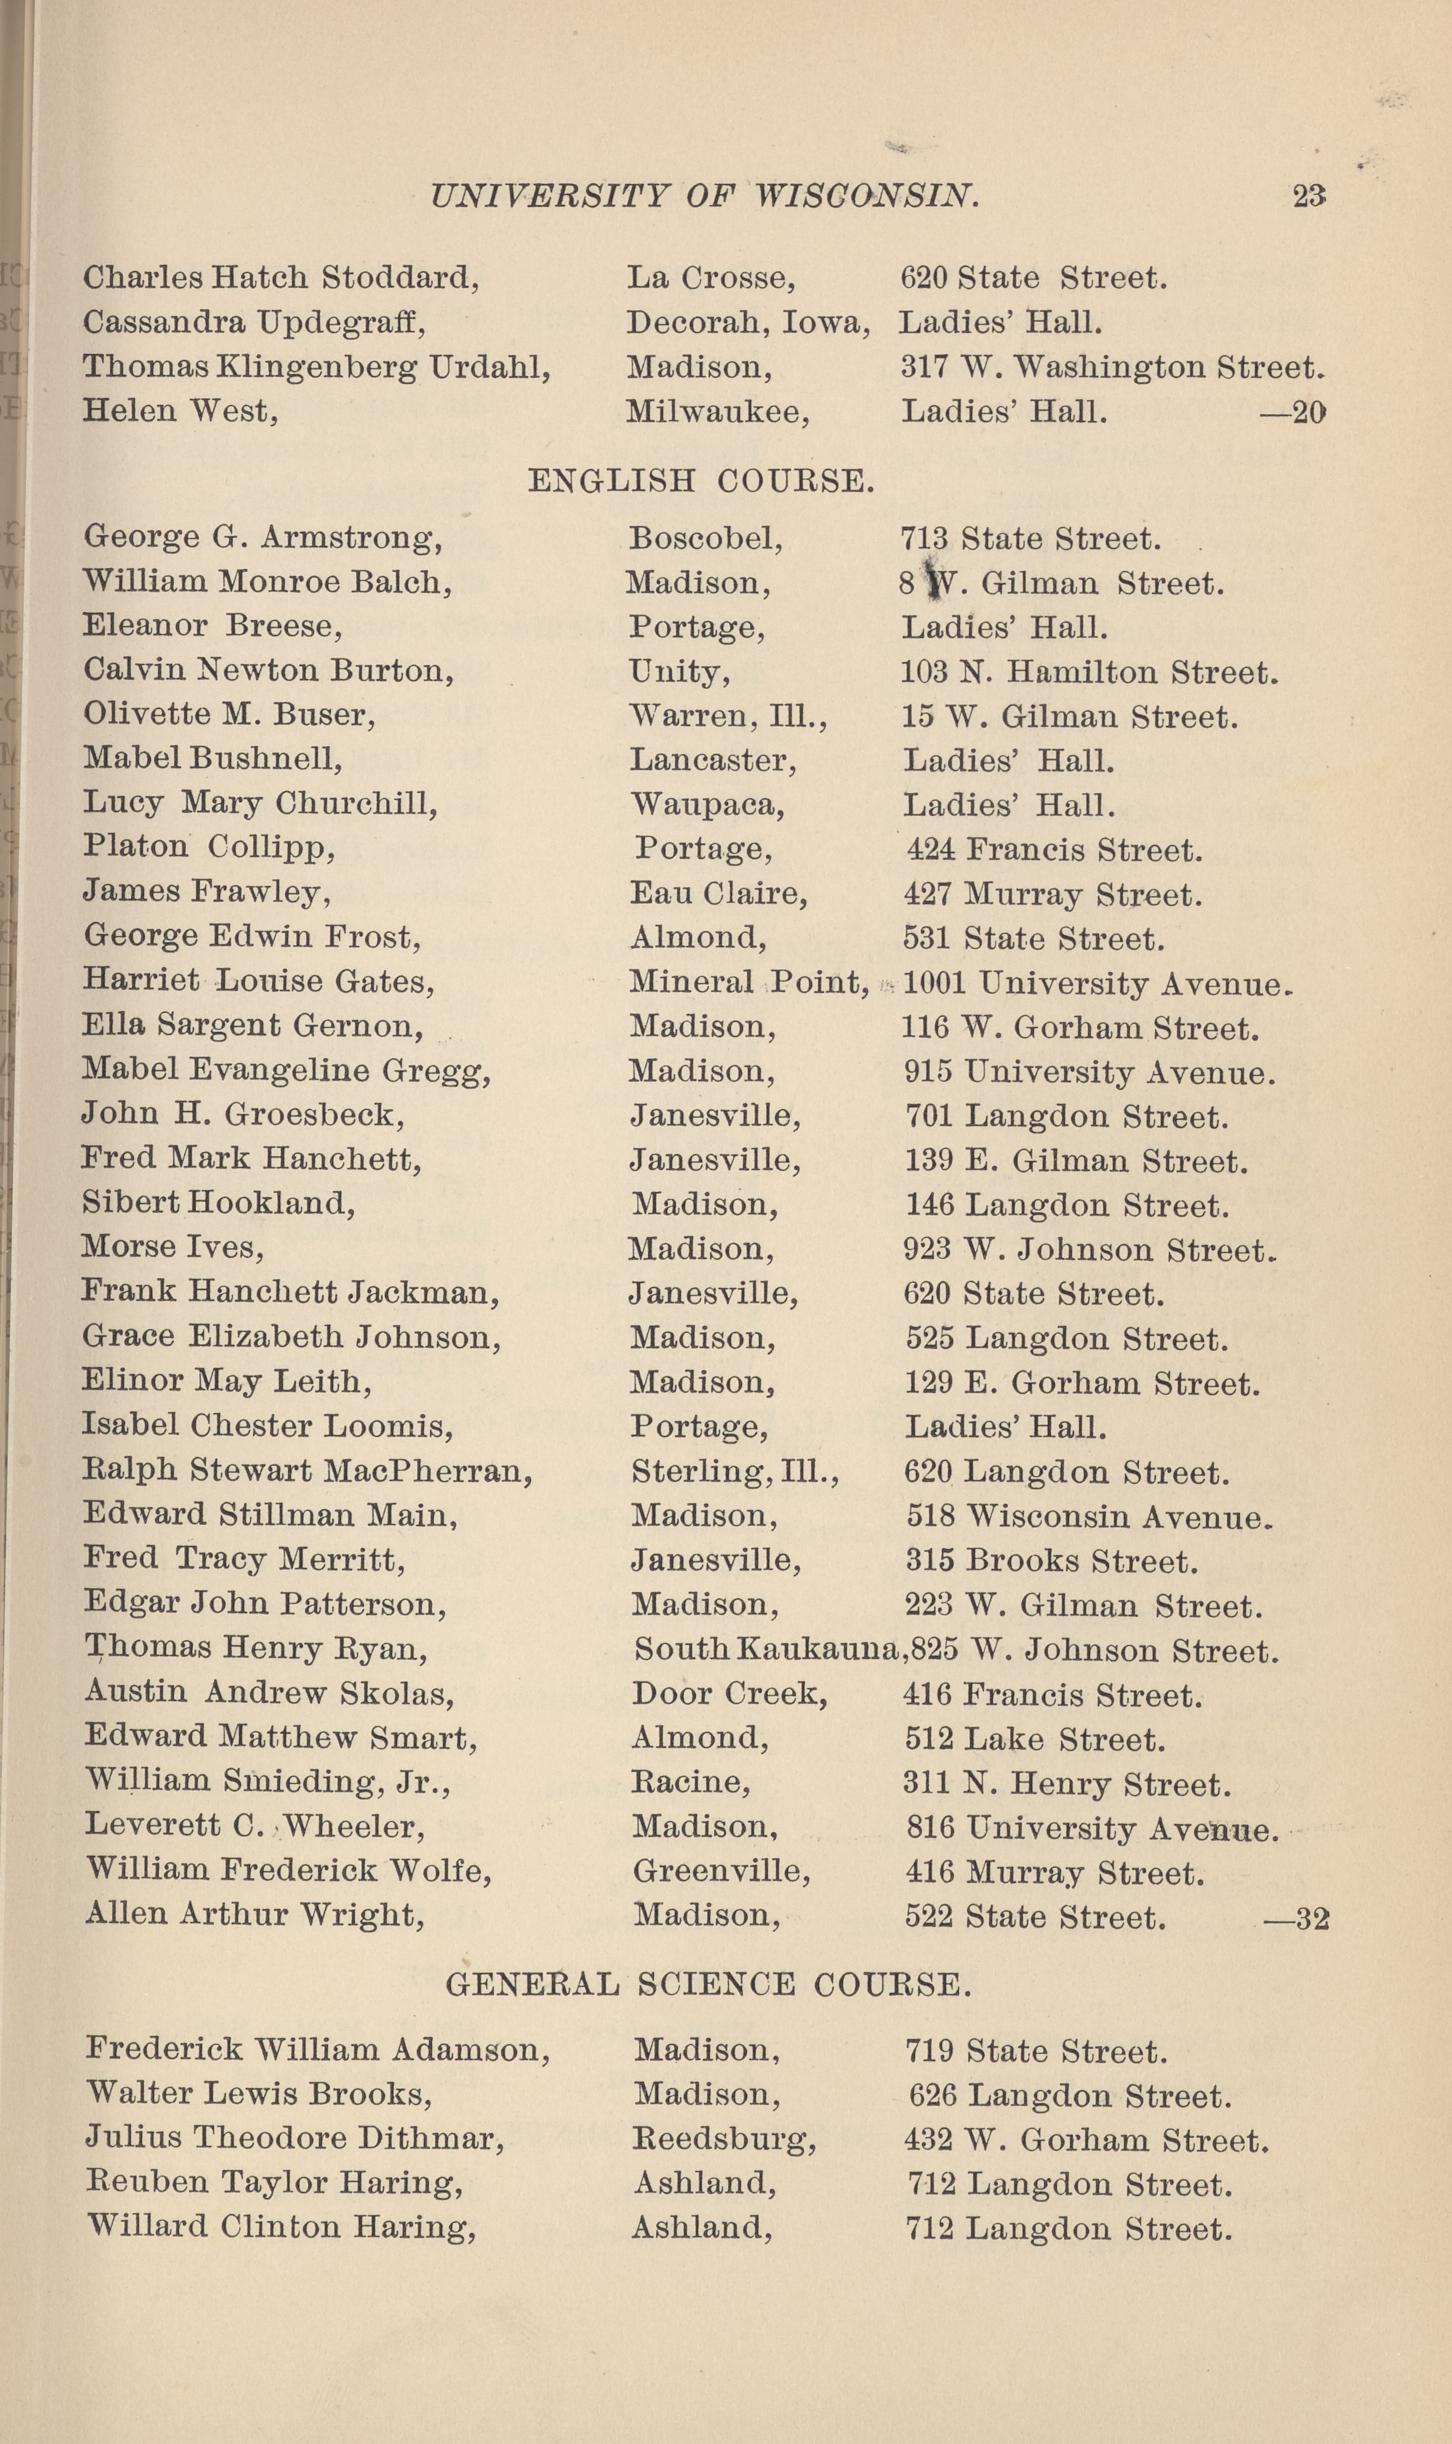 UNIVERSITY OF WISCONSIN. 23
Charles Hatch Stoddard, La Crosse, 620 State Street.
Cassandra Updegraff, Decorah, Iowa, Ladies' Hall.
Thomas Klingenberg Urdahl, Madison, 317 W. Washington Street.
Helen West, Milwaukee, Ladies' Hall. —20
ENGLISH COURSE.
George G. Armstrong, Boscobel, 713 State Street.
William Monroe Balch, Madison, 8 W. Gilman Street.
Eleanor Breese, Portage, Ladies' Hall.
Calvin Newton Burton, Unity, 103 N. Hamilton Street.
Olivette M. Buser, Warren, Ill., 15 W. Gilman Street.
Mabel Bushnell, Lancaster, Ladies' Hall.
Lucy Mary Churchill, Waupaca, Ladies' Hall.
Platon Collipp, Portage, 424 Francis Street.
James Frawley, Eau Claire, 427 Murray Street.
George Edwin Frost, Almond, 531 State Street.
Harriet Louise Gates, Mineral Point, 1001 University Avenue.
Ella Sargent Gernon, Madison, 116 W. Gorham Street.
Mabel Evangeline Gregg, Madison, 915 University Avenue.
John H. Groesbeck, Janesville, 701 Langdon Street.
Fred Mark Hanchett, Janesville, 139 E. Gilman Street.
Sibert Hookland, Madison, 146 Langdon Street.
Morse Ives, Madison, 923 W. Johnson Street.
Frank Hanchett Jackman, Janesville, 620 State Street.
Grace Elizabeth Johnson, Madison, 525 Langdon Street.
Elinor May Leith, Madison, 129 E. Gorham Street.
Isabel Chester Loomis, Portage, Ladies' Hall.
Ralph Stewart MacPherran, Sterling, Ill., 620 Langdon Street.
Edward Stillman Main, Madison, 518 Wisconsin Avenue.
Fred Tracy Merritt, Janesville, 315 Brooks Street.
Edgar John Patterson, Madison, 223 W. Gilman Street.
Thomas Henry Ryan, South Kaukauna, 825 W. Johnson Street.
Austin Andrew Skolas, Door Creek, 416 Francis Street.
Edward Matthew Smart, Almond, 512 Lake Street.
William Smieding, Jr., Racine, 311 N. Henry Street.
Leverett C. Wheeler, Madison, 816 University Avenue.
William Frederick Wolfe, Greenville, 416 Murray Street.
Allen Arthur Wright, Madison, 522 State Street. —32
GENERAL SCIENCE COURSE.
Frederick William Adamson, Madison, 719 State Street.
Walter Lewis Brooks, Madison, 626 Langdon Street.
Julius Theodore Dithmar, Reedsburg, 432 W. Gorham Street.
Reuben Taylor Haring, Ashland, 712 Langdon Street.
Willard Clinton Haring, Ashland, 712 Langdon Street.